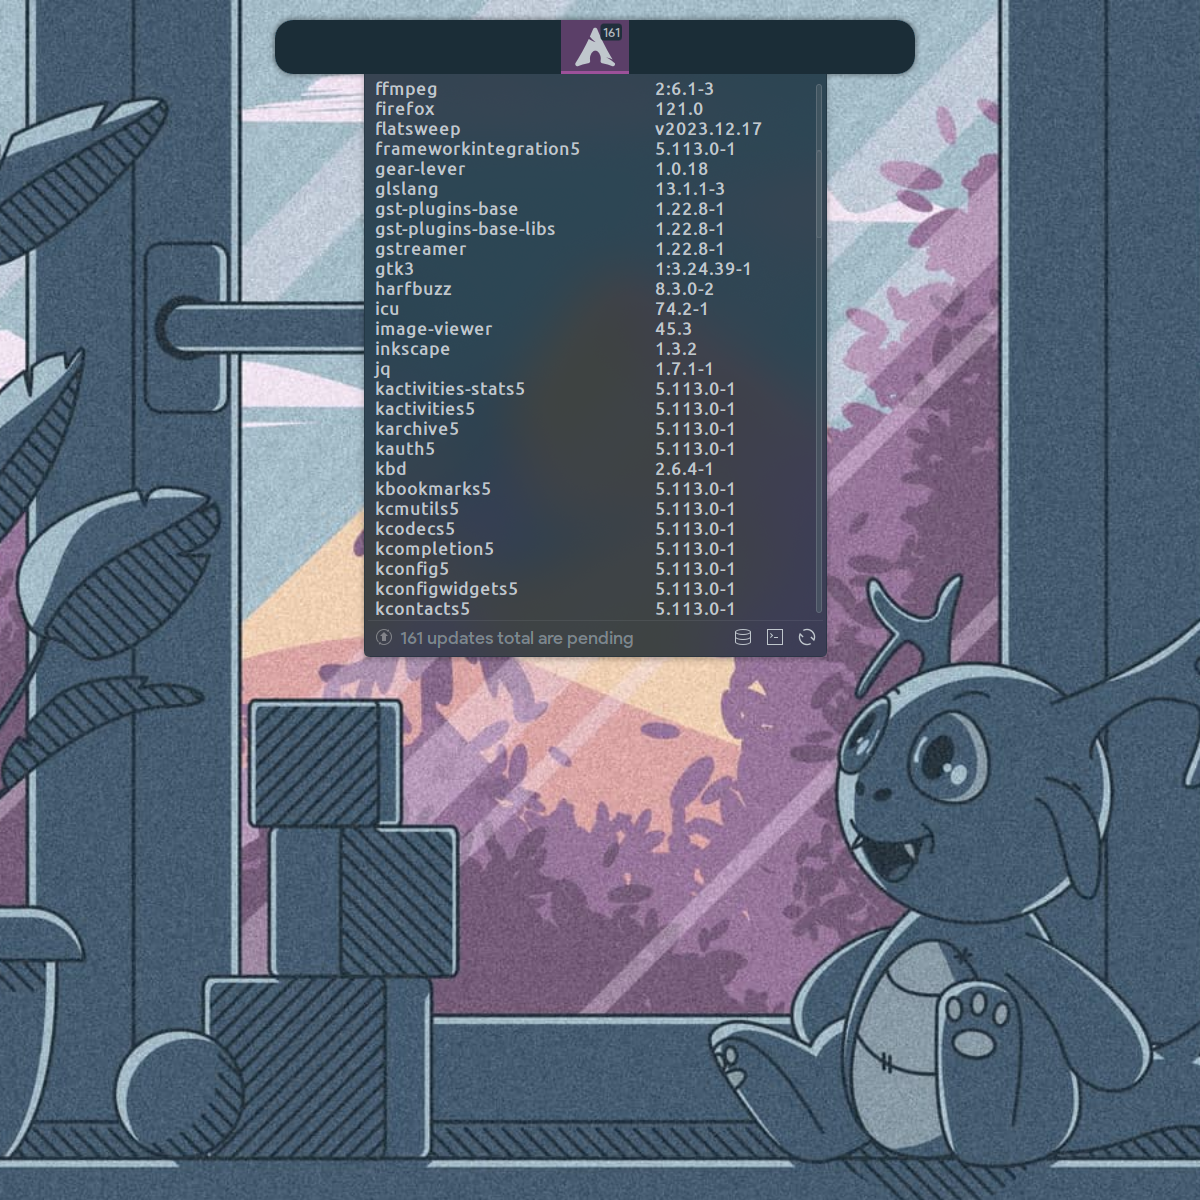 161
ffmpeg 2:6.1-3
firefox 121.0
flatsweep v2023.12.17
frameworkintegration5 5.113.0-1
gear-lever 1.0.18
glslang 13.1.1-3
gst-plugins-base 1.22.8-1
gst-plugins-base-libs 1.22.8-1
gstreamer 1.22.8-1
gtk3 1:3.24.39-1
harfbuzz 8.3.0-2
icu 74.2-1
image-viewer 45.3
inkscape 1.3.2
jq 1.7.1-1
kactivities-stats5 5.113.0-1
kactivities5 5.113.0-1
karchive5 5.113.0-1
kauth5 5.113.0-1
kbd 2.6.4-1
kbookmarks5 5.113.0-1
kcmutils5 5.113.0-1
kcodecs5 5.113.0-1
kcompletion5 5.113.0-1
kconfig5 5.113.0-1
kconfigwidgets5 5.113.0-1
kcontacts5 5.113.0-1
161 updates total are pending